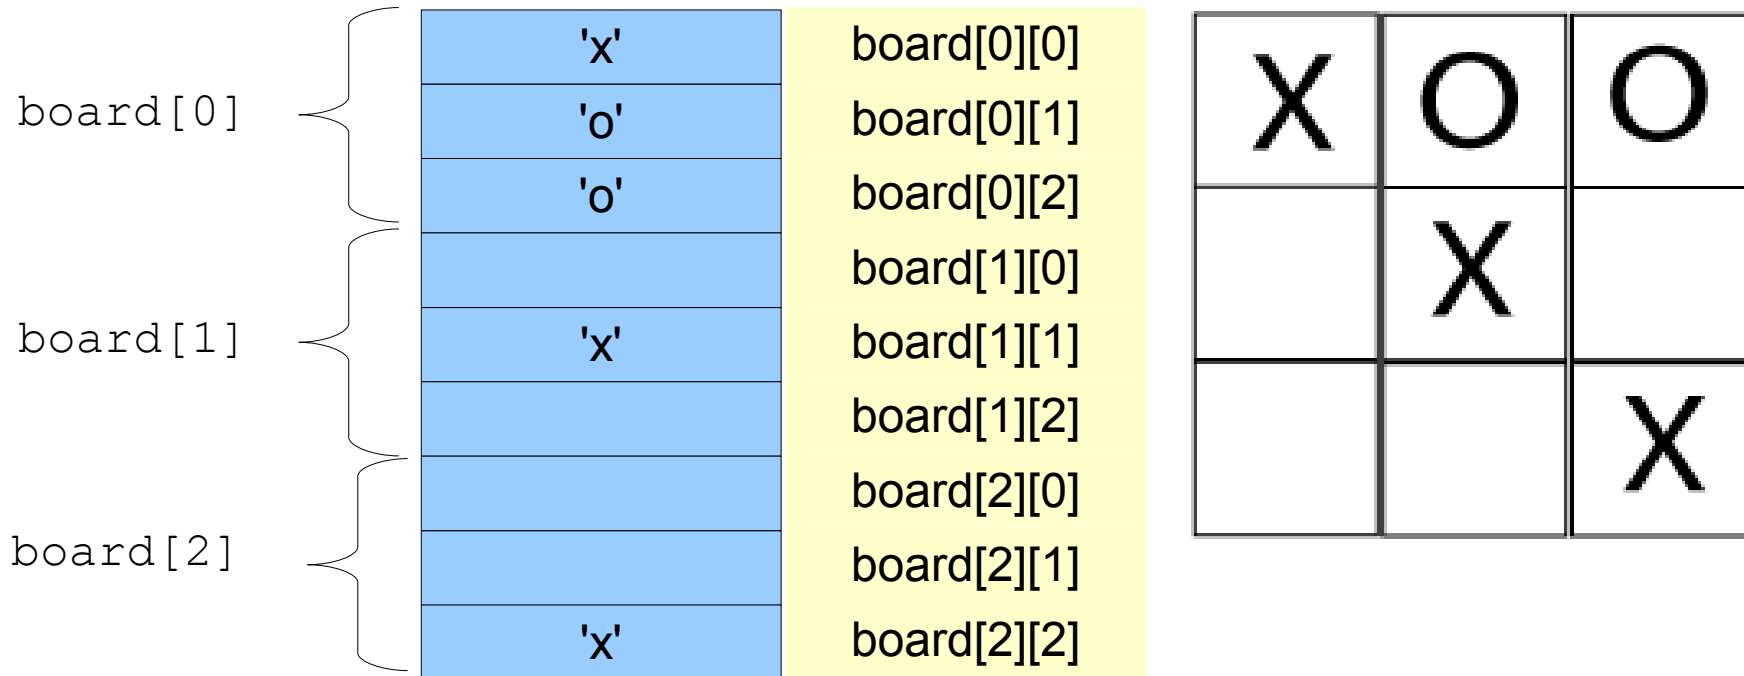 'x' board[0][0]
board[0] 'o' board[0][1]
'o' board[0][2]
board[1][0]
board[1] 'x' board[1][1]
board[1][2]
board[2][0]
board[2] board[2][1]
'x' board[2][2]
X O O
X
X